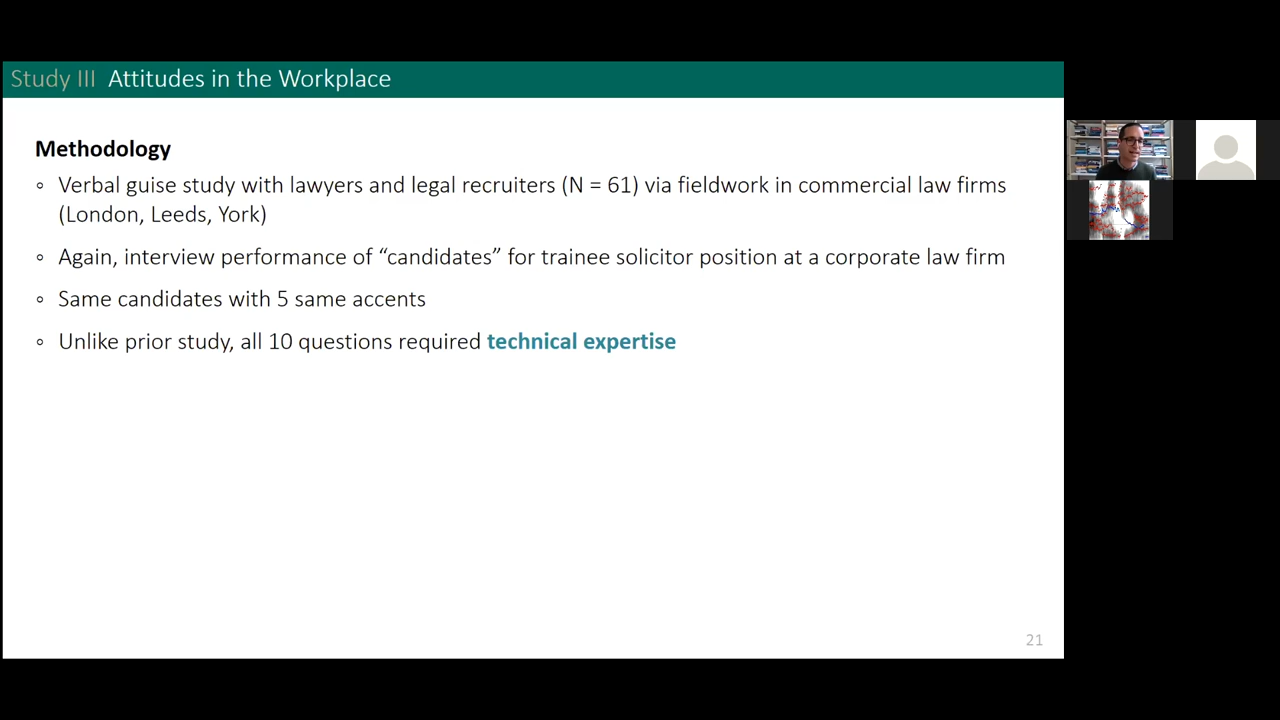 Study III Attitudes in the Workplace
Methodology
◦ Verbal guise study with lawyers and legal recruiters (N = 61) via fieldwork in commercial law firms
(London, Leeds, York)
◦ Again, interview performance of “candidates” for trainee solicitor position at a corporate law firm
◦ Same candidates with 5 same accents
◦ Unlike prior study, all 10 questions required technical expertise
21